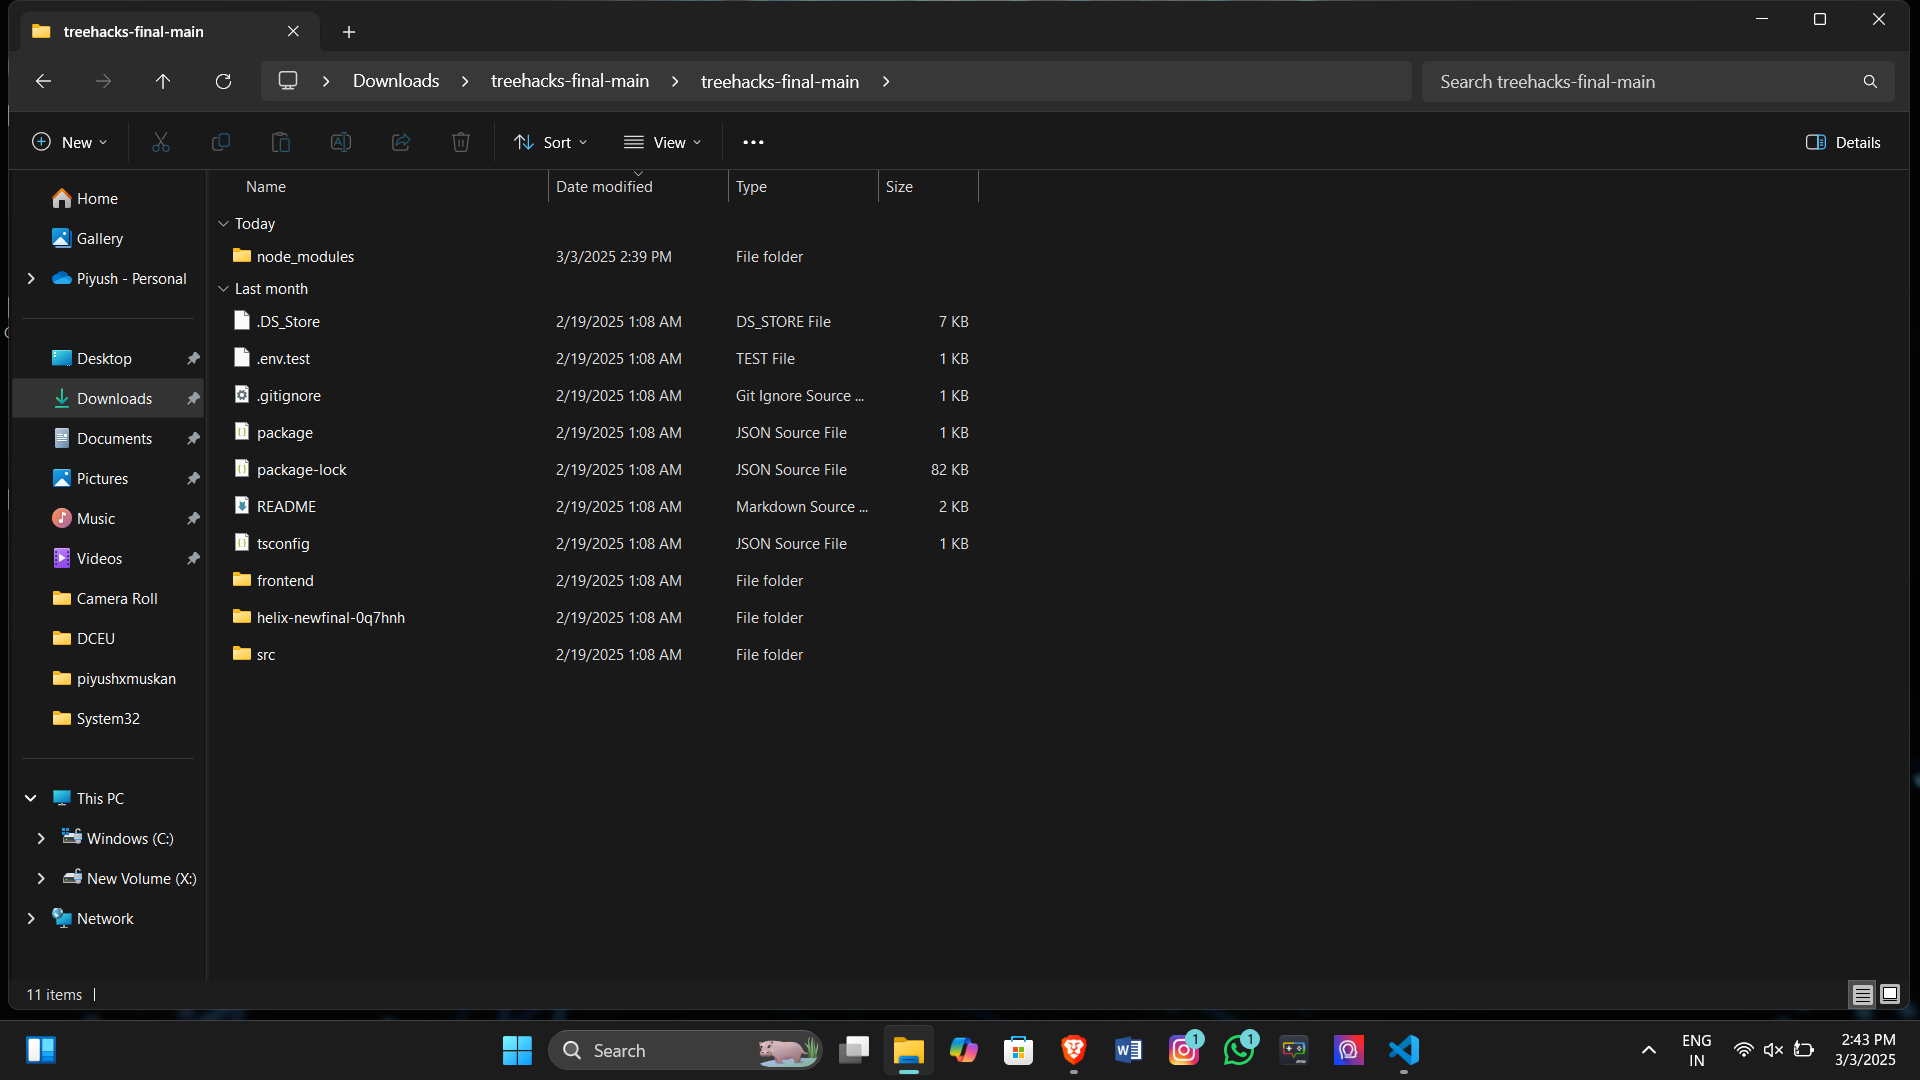 treehacks-final-main
Downloads treehacks-final-main treehacks-final-main
Search treehacks-final-main
New Sort View Details
Name Date modified Type Size
Home
Gallery
Piyush - Personal
Desktop
Downloads
Documents
Pictures
Music
Videos
Camera Roll
DCEU
piyushxmuskan
System32
This PC
Windows (C:)
New Volume (X:)
Network
Today
node_modules 3/3/2025 2:39 PM File folder
Last month
.DS_Store 2/19/2025 1:08 AM DS_STORE File 7 KB
.env.test 2/19/2025 1:08 AM TEST File 1 KB
.gitignore 2/19/2025 1:08 AM Git Ignore Source ... 1 KB
package 2/19/2025 1:08 AM JSON Source File 1 KB
package-lock 2/19/2025 1:08 AM JSON Source File 82 KB
README 2/19/2025 1:08 AM Markdown Source ... 2 KB
tsconfig 2/19/2025 1:08 AM JSON Source File 1 KB
frontend 2/19/2025 1:08 AM File folder
helix-newfinal-0q7hnh 2/19/2025 1:08 AM File folder
src 2/19/2025 1:08 AM File folder
11 items
Search
1
1
ENG
IN
2:43 PM
3/3/2025